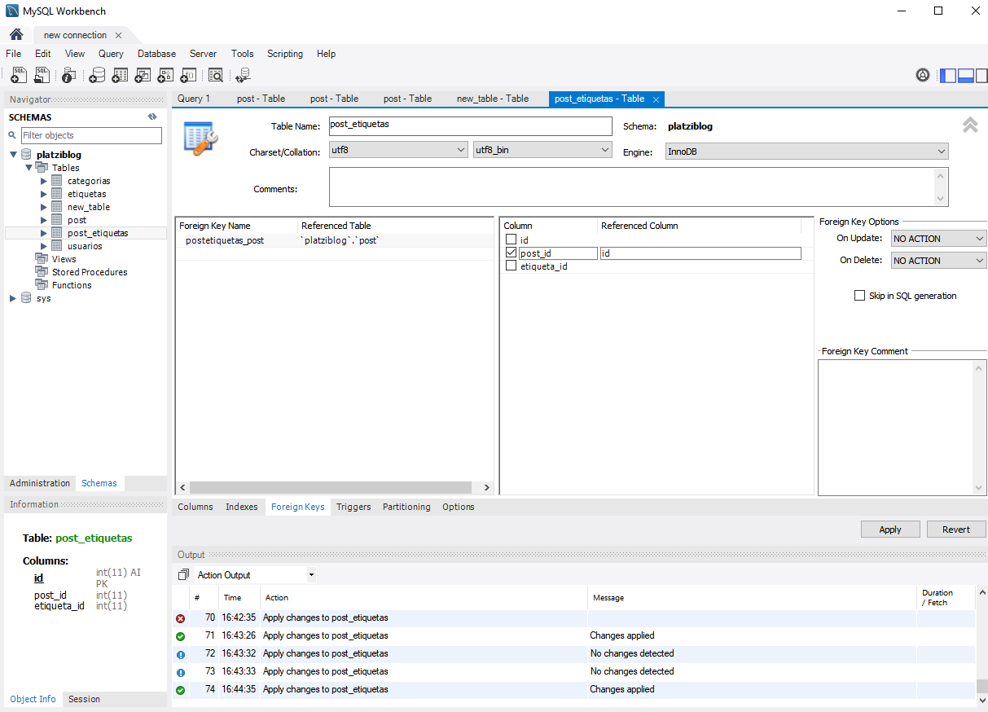 MySQL Workbench
new connection
File Edit View Query Database Server Tools Scripting Help
Navigator
SCHEMAS
Filter objects
platziblog
Tables
categorias
etiquetas
new_table
post
post_etiquetas
usuarios
Views
Stored Procedures
Functions
sys
Administration Schemas
Information
Table: post_etiquetas
Columns:
id int(11) AI
PK
post_id int(11)
etiqueta_id int(11)
Object Info Session
Query 1 post - Table post - Table post - Table new_table - Table post_etiquetas - Table
Table Name: post_etiquetas Schema: platziblog
Charset/Collation: utf8 utf8_bin Engine: InnoDB
Comments:
Foreign Key Name Referenced Table
postetiquetas_post `platziblog`.`post`
Column Referenced Column
id
post_id id
etiqueta_id
Foreign Key Options
On Update: NO ACTION
On Delete: NO ACTION
Skip in SQL generation
Foreign Key Comment
Columns Indexes Foreign Keys Triggers Partitioning Options
Apply Revert
Output
Action Output
# Time Action Message Duration
/ Fetch
70 16:42:35 Apply changes to post_etiquetas
71 16:43:26 Apply changes to post_etiquetas Changes applied
72 16:43:32 Apply changes to post_etiquetas No changes detected
73 16:43:33 Apply changes to post_etiquetas No changes detected
74 16:44:35 Apply changes to post_etiquetas Changes applied